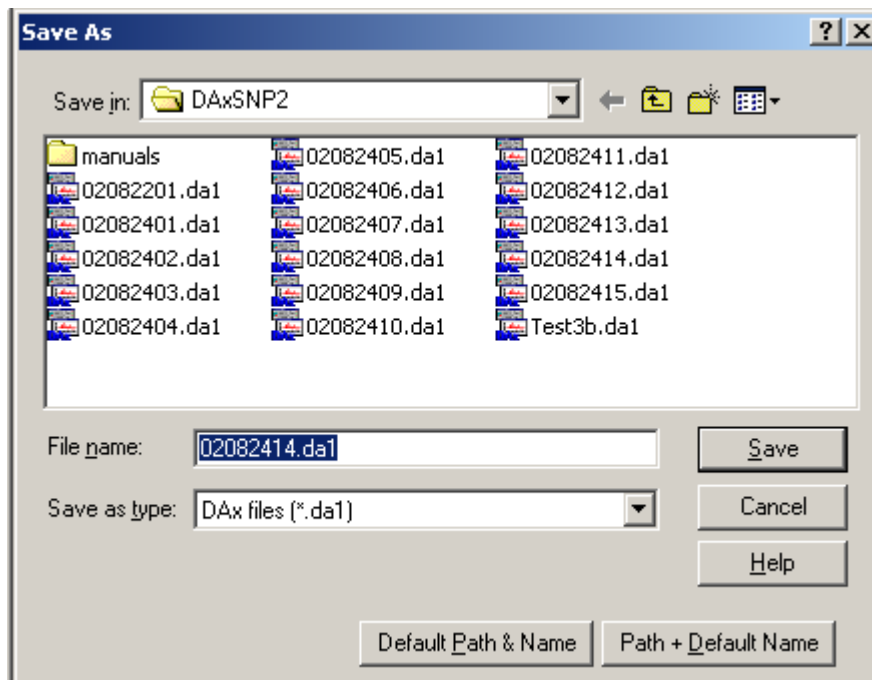 Save As
Save in: DAxSNP2
manuals 02082405.da1 02082411.da1
02082201.da1 02082406.da1 02082412.da1
02082401.da1 02082407.da1 02082413.da1
02082402.da1 02082408.da1 02082414.da1
02082403.da1 02082409.da1 02082415.da1
02082404.da1 02082410.da1 Test3b.da1
File name: 02082414.da1 Save
Save as type: DAx files (*.da1) Cancel
Help
Default Path & Name Path + Default Name